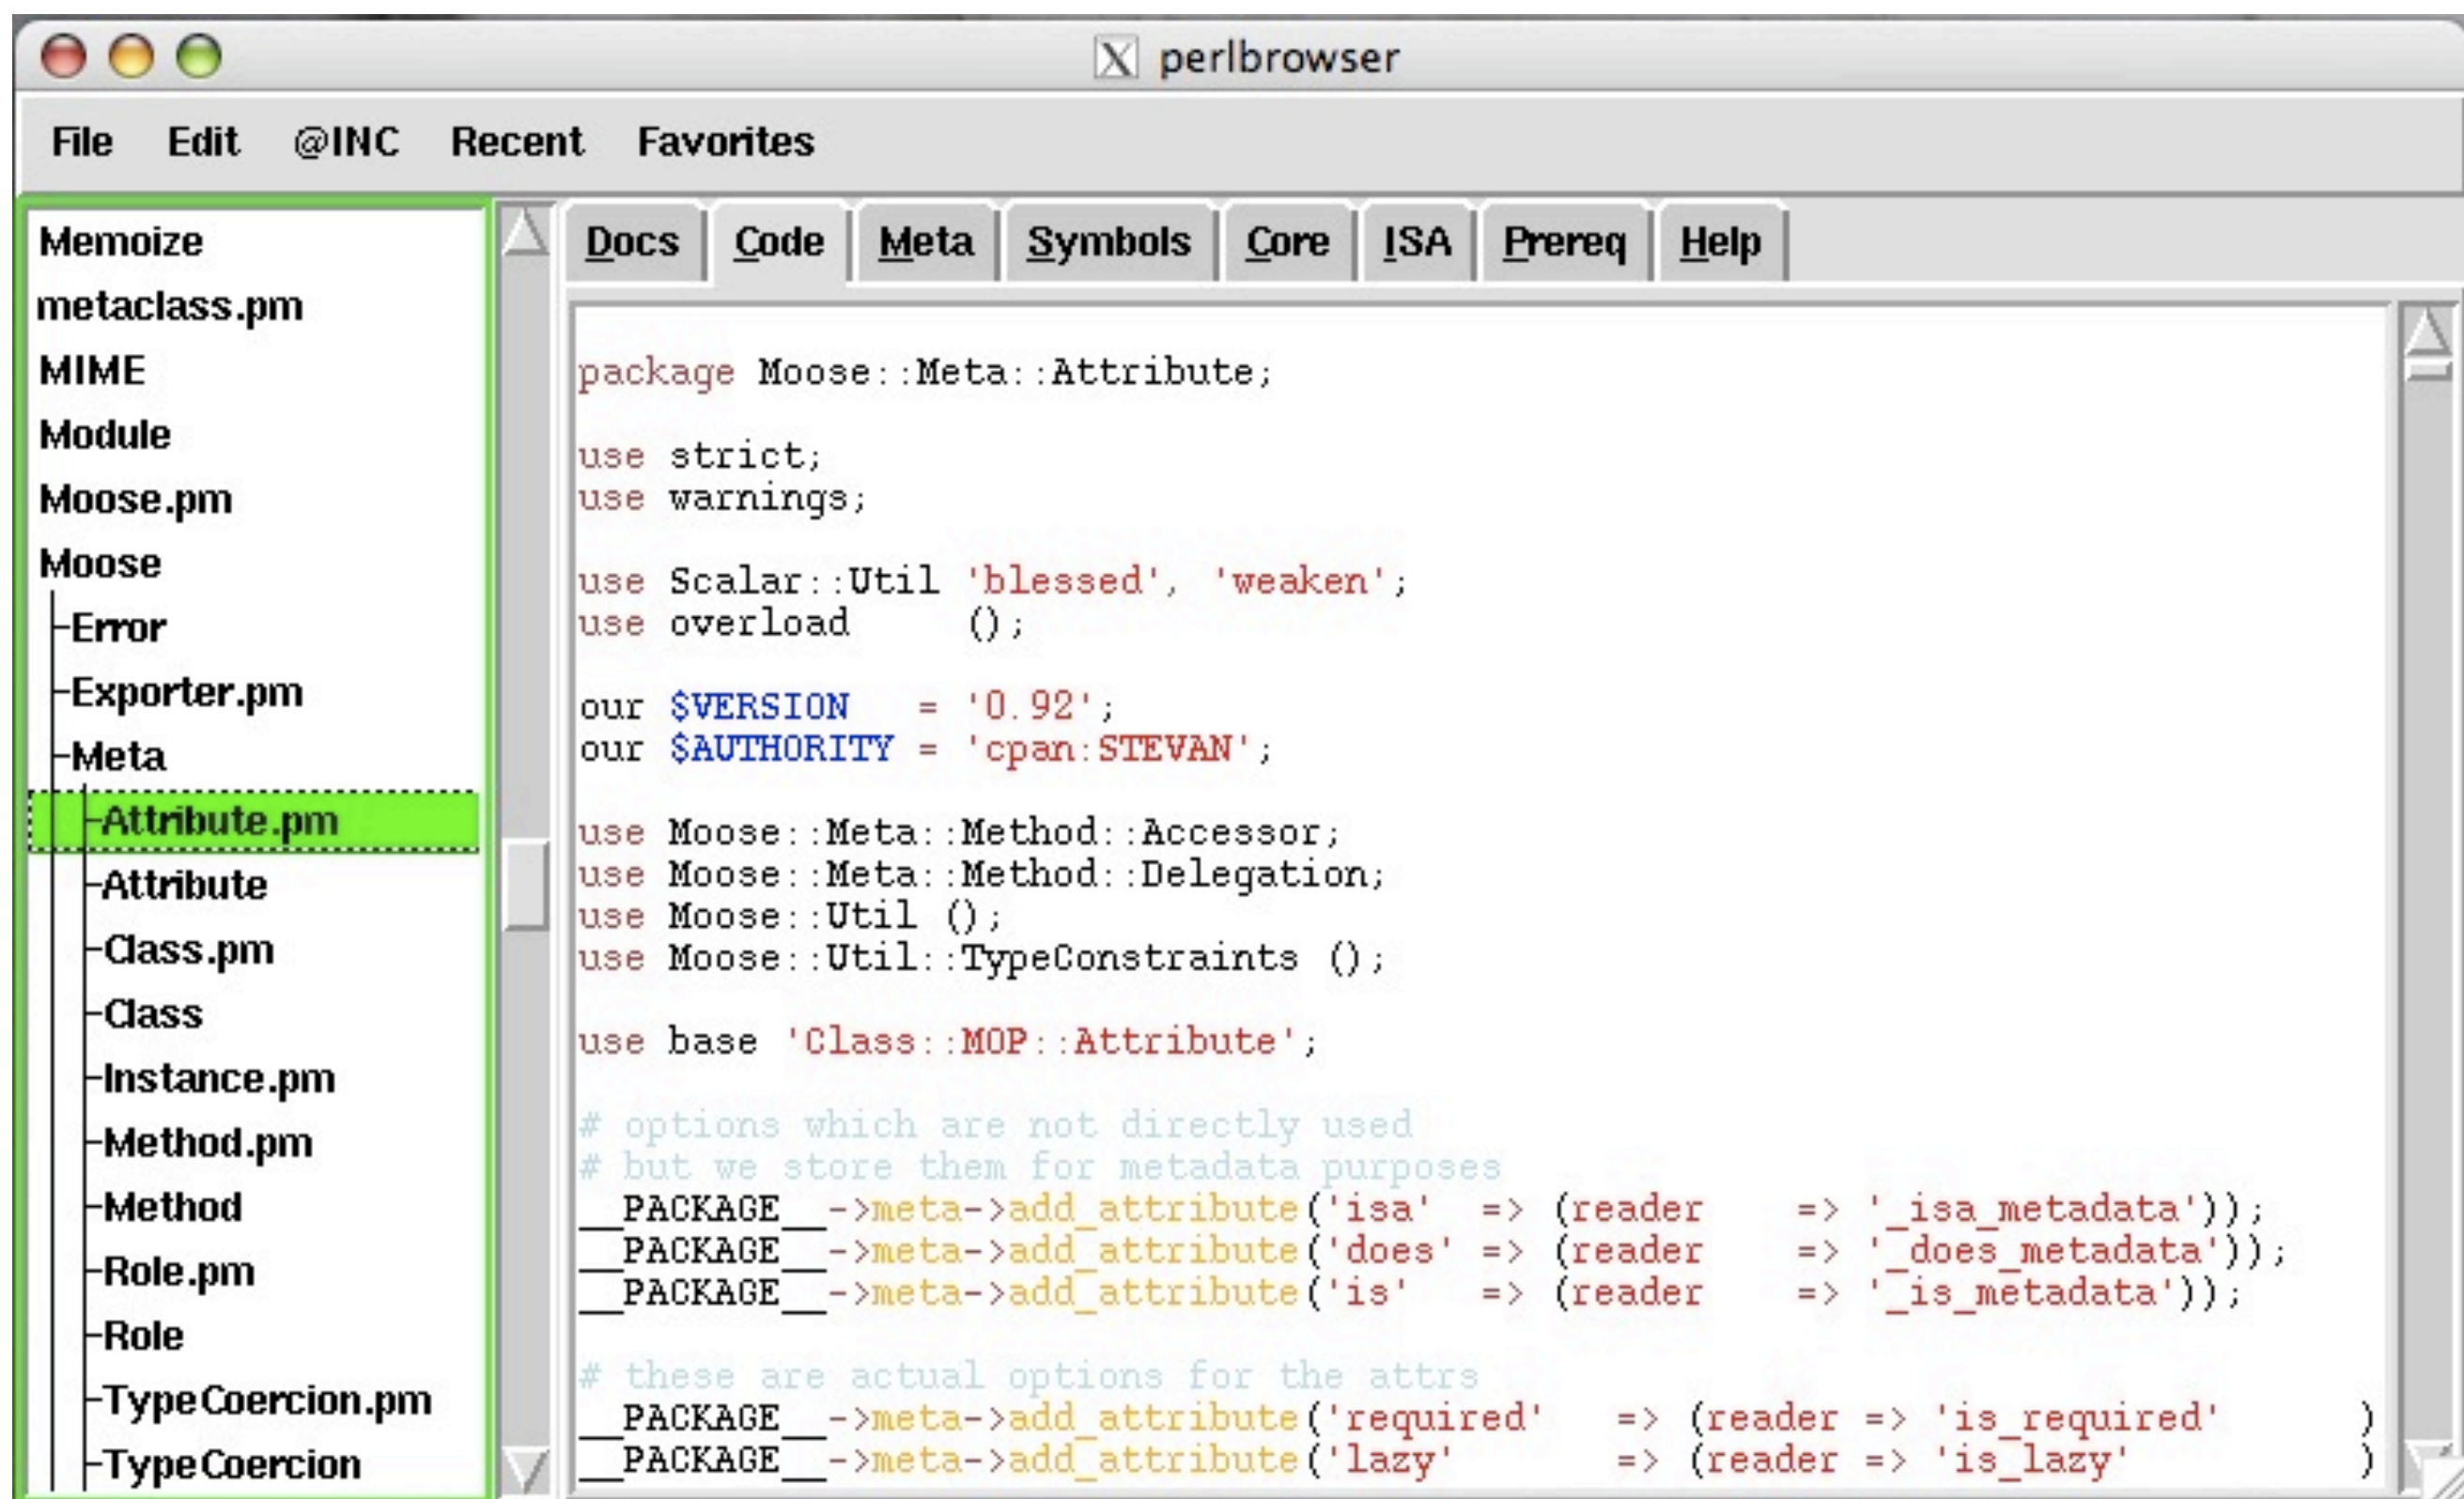 perlbrowser
File Edit @INC Recent Favorites
Memoize
metaclass.pm
MIME
Module
Moose.pm
Moose
Error
Exporter.pm
Meta
Attribute.pm
Attribute
Class.pm
Class
Instance.pm
Method.pm
Method
Role.pm
Role
TypeCoercion.pm
TypeCoercion
Docs Code Meta Symbols Core ISA Prereq Help
package Moose::Meta::Attribute;
use strict;
use warnings;
use Scalar::Util 'blessed', 'weaken';
use overload     ();
our $VERSION   = '0.92';
our $AUTHORITY = 'cpan:STEVAN';
use Moose::Meta::Method::Accessor;
use Moose::Meta::Method::Delegation;
use Moose::Util ();
use Moose::Util::TypeConstraints ();
use base 'Class::MOP::Attribute';
# options which are not directly used
# but we store them for metadata purposes
__PACKAGE__->meta->add_attribute('isa'  => (reader    => '_isa_metadata'));
__PACKAGE__->meta->add_attribute('does' => (reader    => '_does_metadata'));
__PACKAGE__->meta->add_attribute('is'   => (reader    => '_is_metadata'));
# these are actual options for the attrs
__PACKAGE__->meta->add_attribute('required'   => (reader => 'is_required'      )
__PACKAGE__->meta->add_attribute('lazy'       => (reader => 'is_lazy'          )